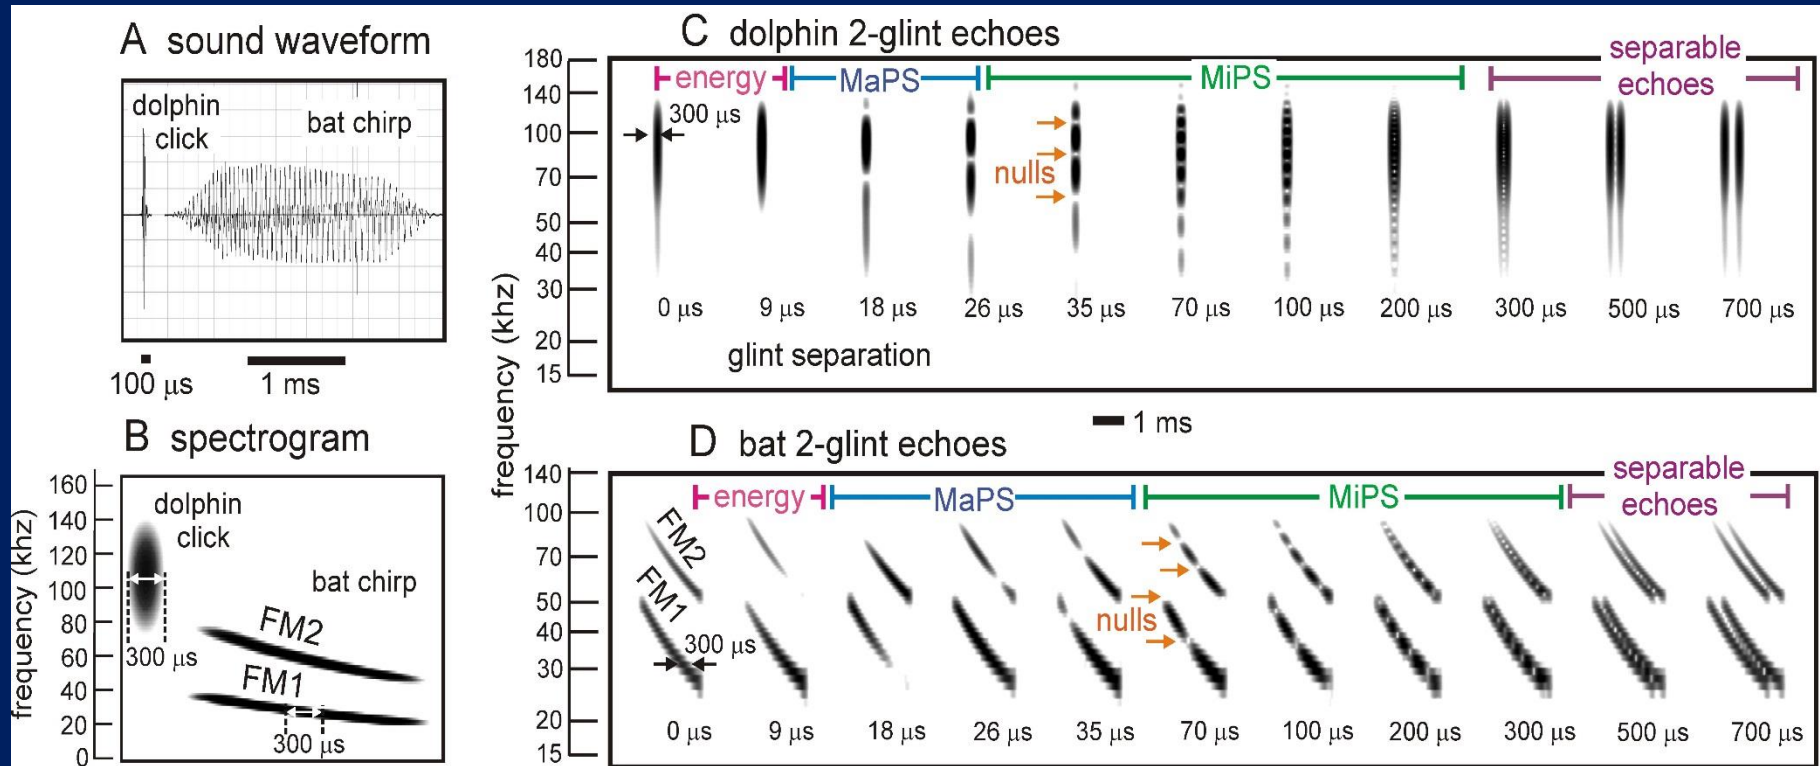 A sound waveform
dolphin click
bat chirp
100 µs
1 ms
B spectrogram
frequency (khz)
160
140
120
100
80
60
40
20
0
dolphin click
bat chirp
FM2
FM1
300 µs
300 µs
C dolphin 2-glint echoes
frequency (khz)
180
140
100
70
50
40
30
20
15
energy
MaPS
MiPS
separable echoes
300 µs
nulls
0 µs 9 µs 18 µs 26 µs 35 µs 70 µs 100 µs 200 µs 300 µs 500 µs 700 µs
glint separation
1 ms
D bat 2-glint echoes
140
100
70
50
40
30
20
15
energy
MaPS
MiPS
separable echoes
FM2
FM1
300 µs
nulls
0 µs 9 µs 18 µs 26 µs 35 µs 70 µs 100 µs 200 µs 300 µs 500 µs 700 µs